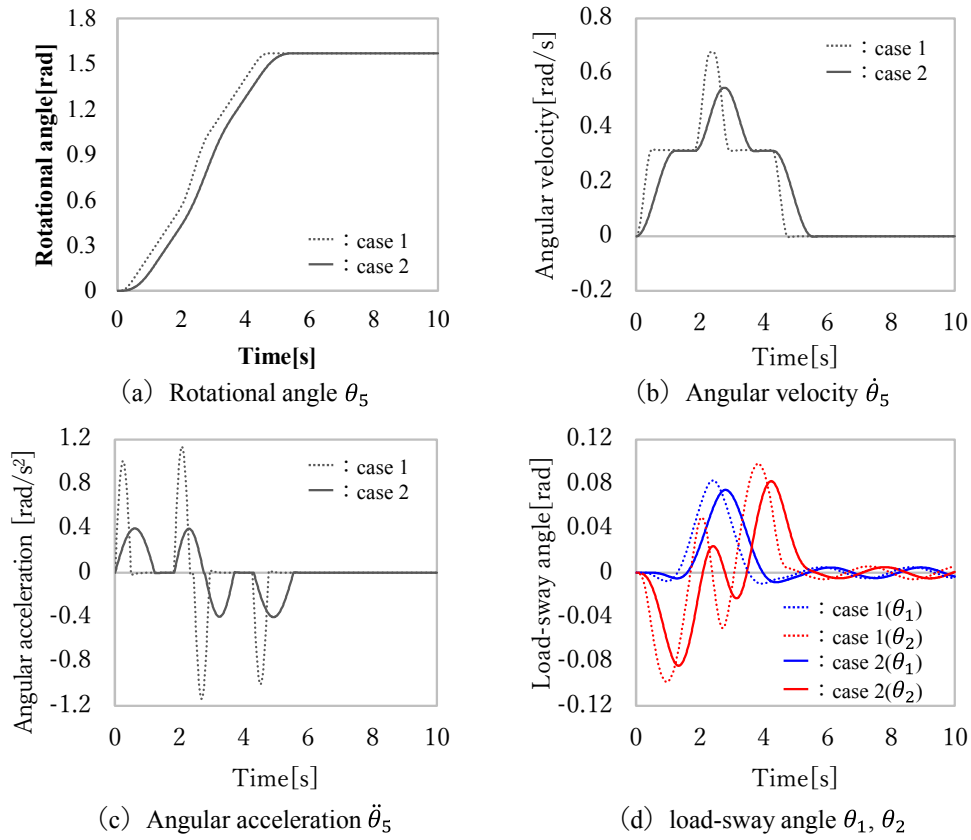 1.8
1.5
1.2
0.9
0.6
0.3
0
Rotational angle[rad]
：case 1
：case 2
0 2 4 6 8 10
Time[s]
（a）Rotational angle θ₅
0.8
0.6
0.4
0.2
0
-0.2
Angular velocity[rad/s]
：case 1
：case 2
0 2 4 6 8 10
Time[s]
（b）Angular velocity θ̇₅
1.2
0.8
0.4
0
-0.4
-0.8
-1.2
Angular acceleration [rad/s²]
：case 1
：case 2
0 2 4 6 8 10
Time[s]
（c）Angular acceleration θ̈₅
0.12
0.08
0.04
0
-0.04
-0.08
-0.12
Load-sway angle[rad]
：case 1(θ₁)
：case 1(θ₂)
：case 2(θ₁)
：case 2(θ₂)
0 2 4 6 8 10
Time[s]
（d）load-sway angle θ₁, θ₂